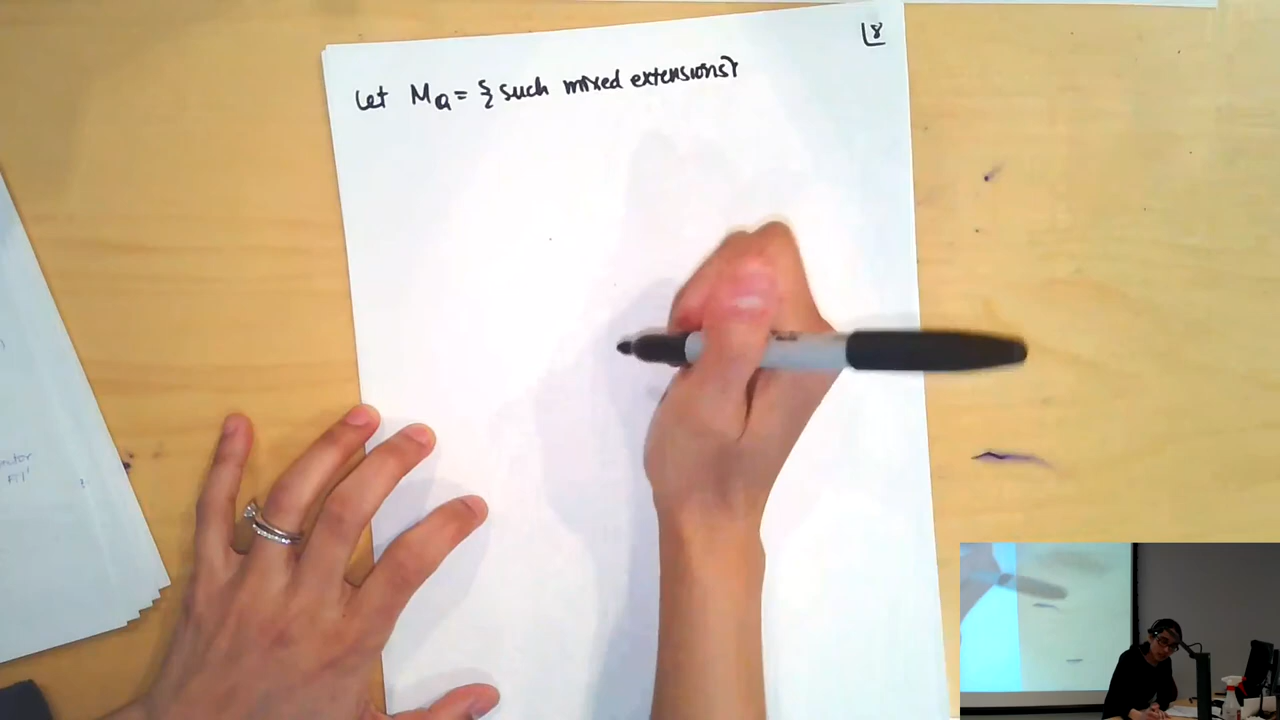 8
Let Ma = { such mixed extensions}